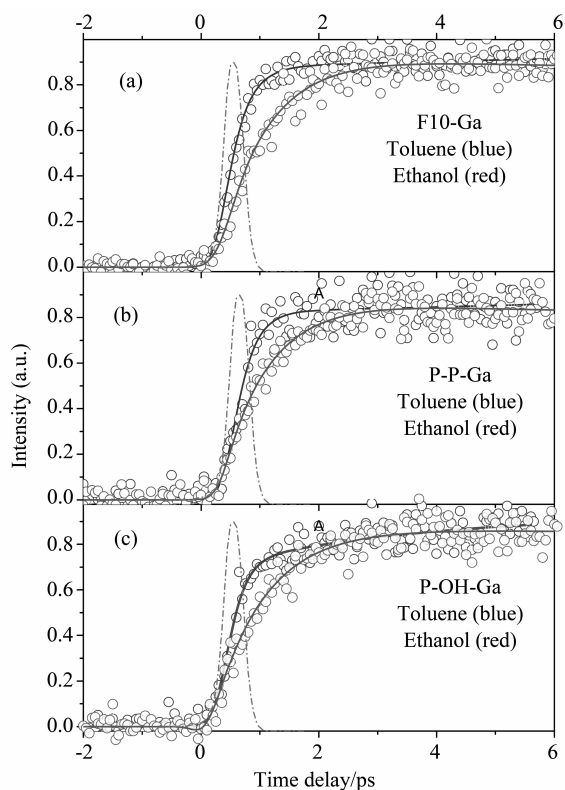 -2 0 2 4 6
(a)
0.8
0.6
0.4
0.2
0.0
F10-Ga
Toluene (blue)
Ethanol (red)
A
(b)
0.8
0.6
0.4
0.2
0.0
P-P-Ga
Toluene (blue)
Ethanol (red)
Intensity (a.u.)
A
(c)
0.8
0.6
0.4
0.2
0.0
P-OH-Ga
Toluene (blue)
Ethanol (red)
-2 0 2 4 6
Time delay/ps